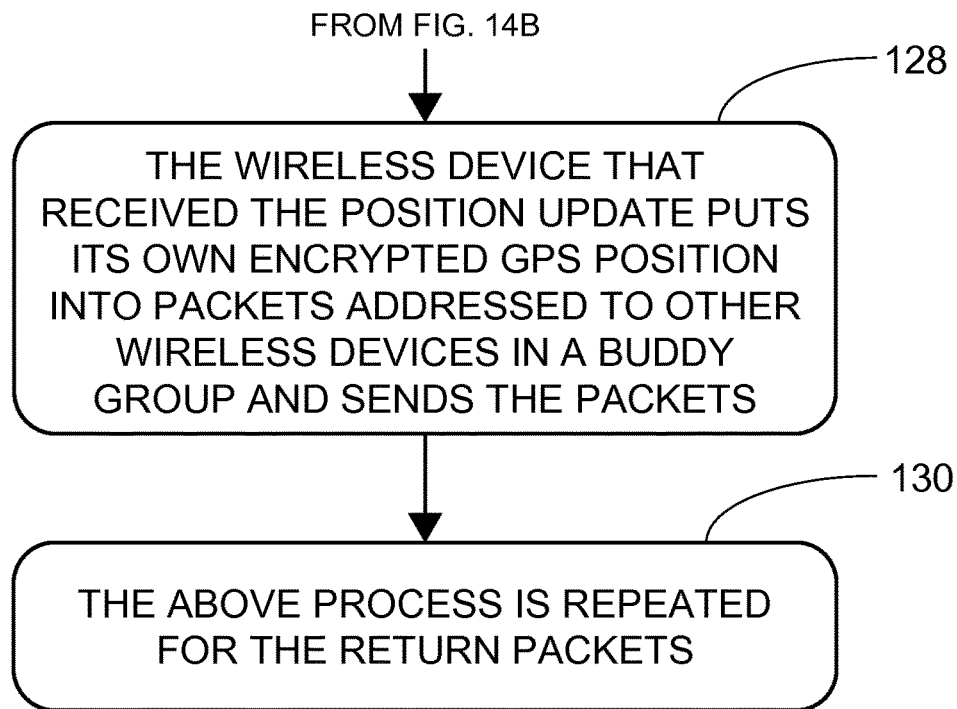 FROM FIG. 14B
128
THE WIRELESS DEVICE THAT
RECEIVED THE POSITION UPDATE PUTS
ITS OWN ENCRYPTED GPS POSITION
INTO PACKETS ADDRESSED TO OTHER
WIRELESS DEVICES IN A BUDDY
GROUP AND SENDS THE PACKETS
130
THE ABOVE PROCESS IS REPEATED
FOR THE RETURN PACKETS